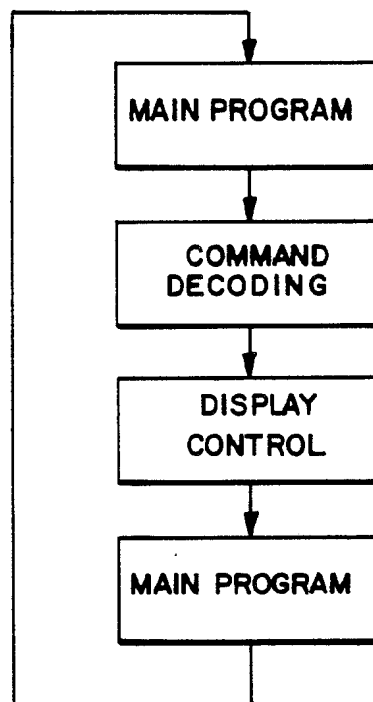 MAIN PROGRAM
COMMAND
DECODING
DISPLAY
CONTROL
MAIN PROGRAM